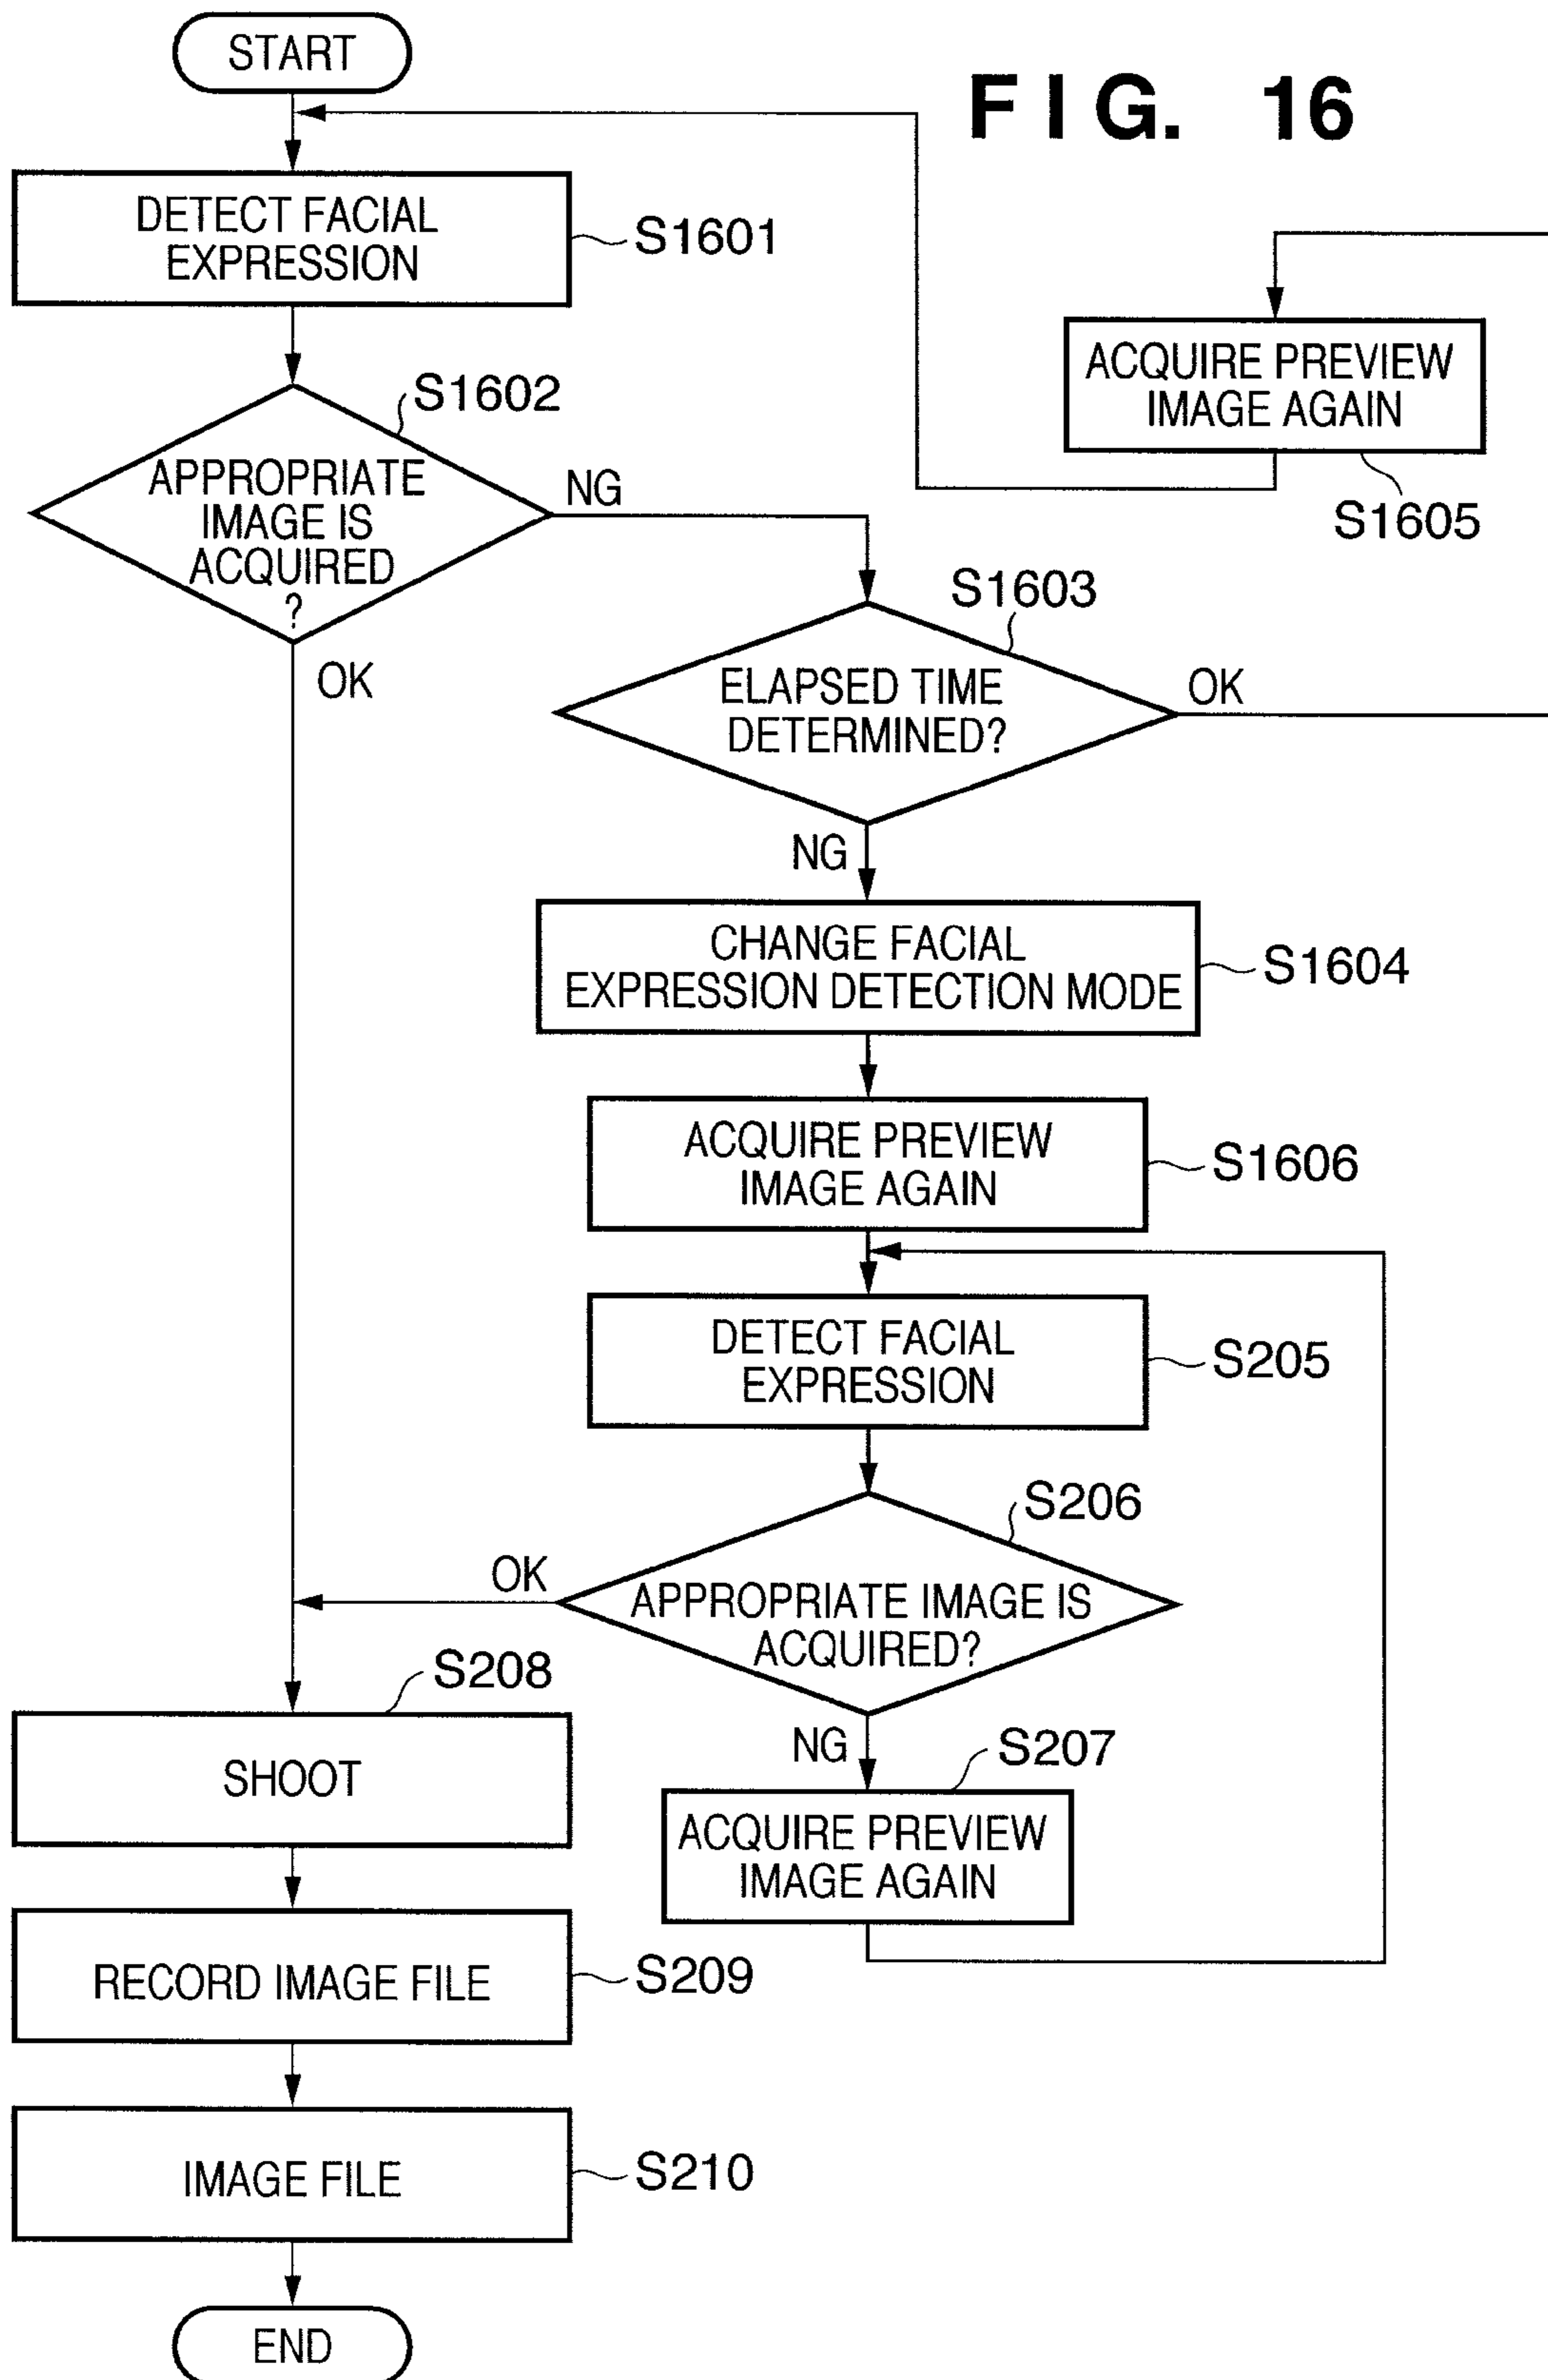 START
FIG. 16
DETECT FACIAL
EXPRESSION
S1601
ACQUIRE PREVIEW
IMAGE AGAIN
S1605
S1602
APPROPRIATE
IMAGE IS
ACQUIRED
?
NG
OK
S1603
ELAPSED TIME
DETERMINED?
OK
NG
CHANGE FACIAL
EXPRESSION DETECTION MODE
S1604
ACQUIRE PREVIEW
IMAGE AGAIN
S1606
DETECT FACIAL
EXPRESSION
S205
S206
APPROPRIATE IMAGE IS
ACQUIRED?
OK
NG
S207
ACQUIRE PREVIEW
IMAGE AGAIN
S208
SHOOT
RECORD IMAGE FILE
S209
IMAGE FILE
S210
END